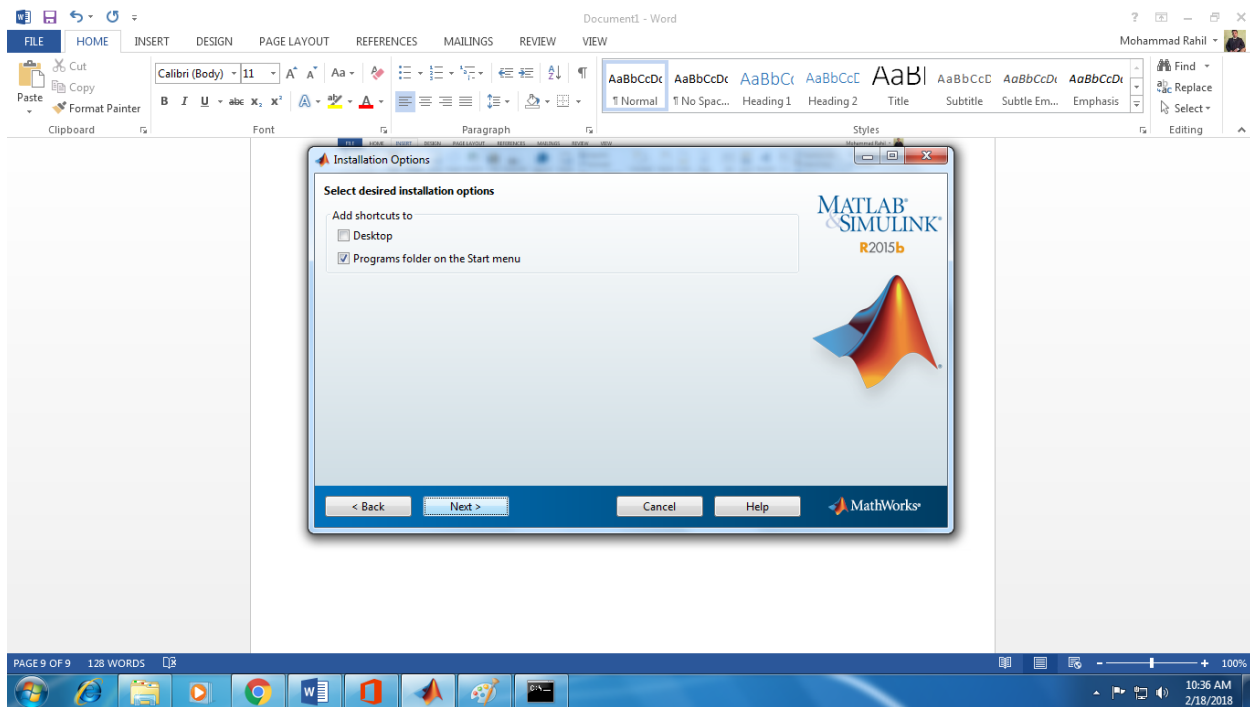 Document1 - Word
FILE HOME INSERT DESIGN PAGE LAYOUT REFERENCES MAILINGS REVIEW VIEW Mohammad Rahil
Cut
Copy
Format Painter
Paste
Calibri (Body) 11
AaBbCcDc AaBbCcDc AaBbC( AaBbCcD AaBl AaBbCcD AaBbCcDc AaBbCcDc
¶ Normal ¶ No Spac... Heading 1 Heading 2 Title Subtitle Subtle Em... Emphasis
Find
Replace
Select
Clipboard Font Paragraph Styles Editing
Installation Options
Select desired installation options
Add shortcuts to
Desktop
Programs folder on the Start menu
MATLAB
&SIMULINK
R2015b
< Back Next > Cancel Help MathWorks
PAGE 9 OF 9 128 WORDS 100%
10:36 AM
2/18/2018